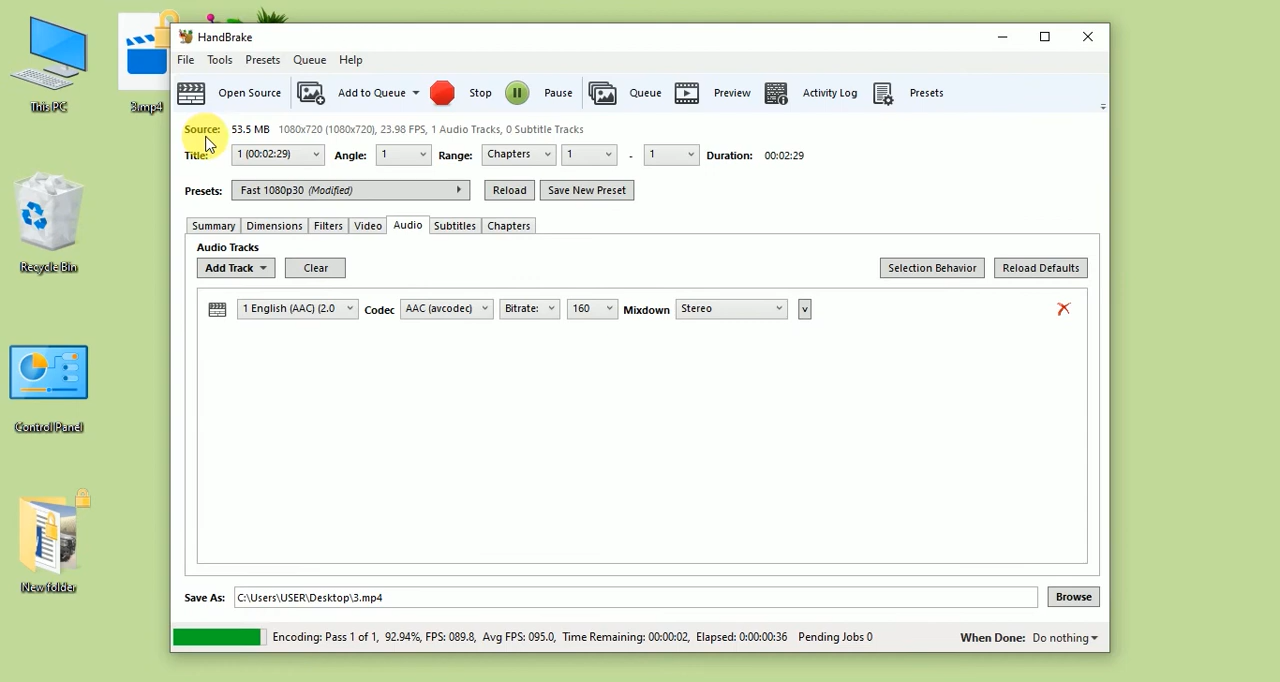 This PC
3.mp4
Recycle Bin
Control Panel
New folder
HandBrake
File Tools Presets Queue Help
Open Source Add to Queue Stop Pause Queue Preview Activity Log Presets
Source: 53.5 MB 1080x720 (1080x720), 23.98 FPS, 1 Audio Tracks, 0 Subtitle Tracks
Title: 1 (00:02:29) Angle: 1 Range: Chapters 1 - 1 Duration: 00:02:29
Presets: Fast 1080p30 (Modified) Reload Save New Preset
Summary Dimensions Filters Video Audio Subtitles Chapters
Audio Tracks
Add Track Clear Selection Behavior Reload Defaults
1 English (AAC) (2.0 Codec AAC (avcodec) Bitrate: 160 Mixdown Stereo v
Save As: C:\Users\USER\Desktop\3.mp4 Browse
Encoding: Pass 1 of 1, 92.94%, FPS: 89.8, Avg FPS: 095.0, Time Remaining: 00:00:02, Elapsed: 0:00:00:36 Pending Jobs 0 When Done: Do nothing